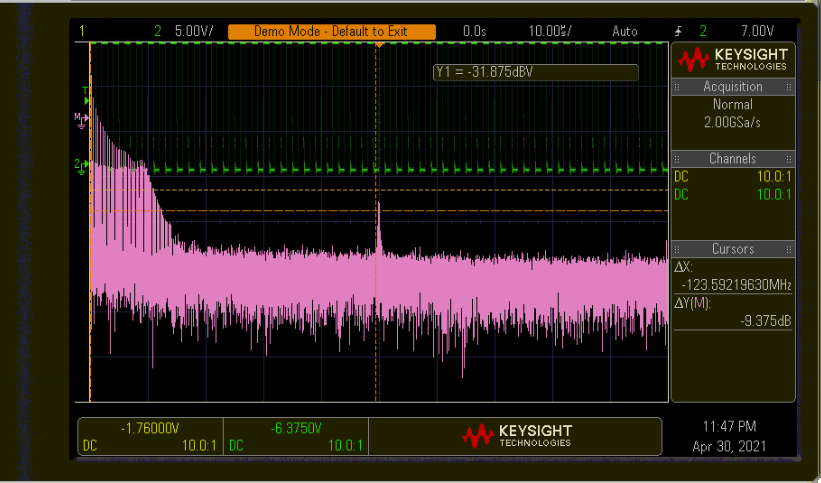 1 2 5.00V/ Demo Mode - Default to Exit 0.0s 10.00㎲/ Auto 2 7.00V
Y1 = -31.875dBV
KEYSIGHT
TECHNOLOGIES
Acquisition
Normal
2.00GSa/s
Channels
DC 10.0:1
DC 10.0:1
Cursors
ΔX:
-123.59219630MHz
ΔY(M):
-9.375dB
T
M
2
-1.76000V
DC 10.0:1
-6.3750V
DC 10.0:1
KEYSIGHT
TECHNOLOGIES
11:47 PM
Apr 30, 2021